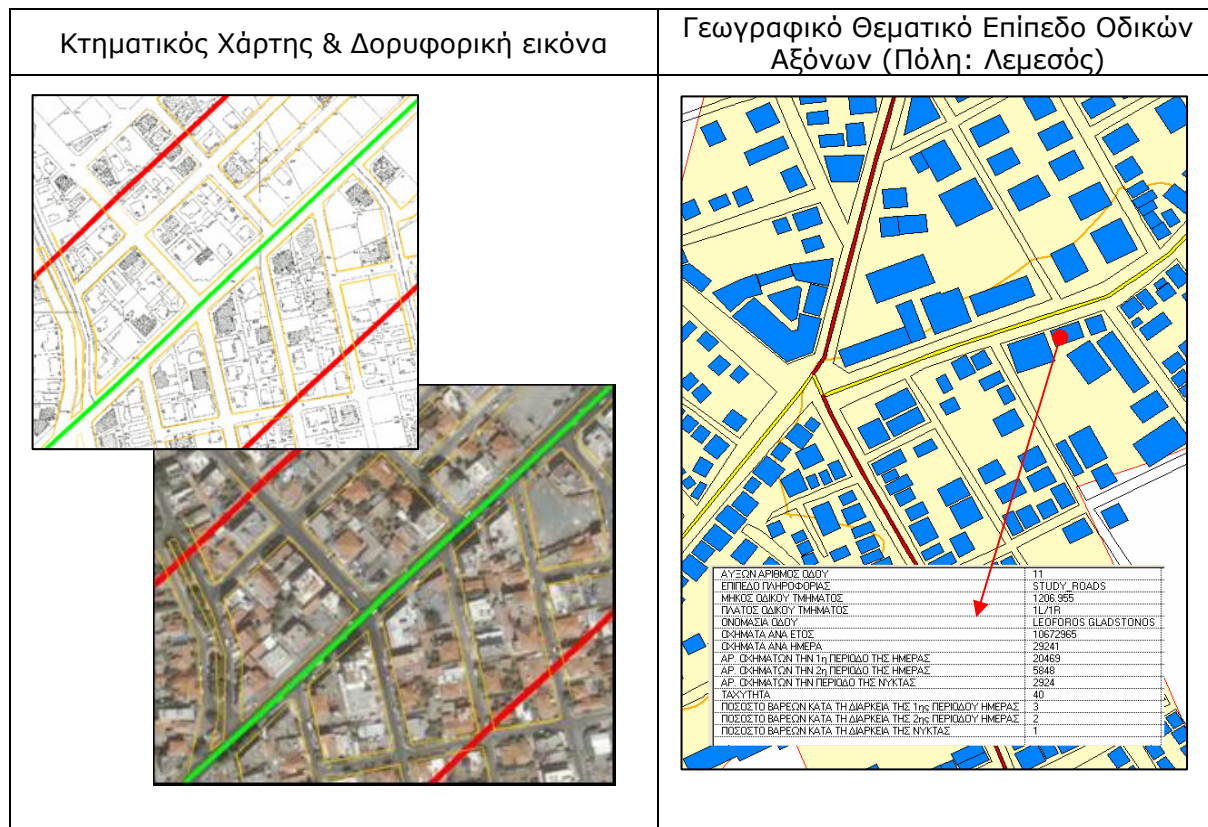 Κτηματικός Χάρτης & Δορυφορική εικόνα
Γεωγραφικό Θεματικό Επίπεδο Οδικών
Αξόνων (Πόλη: Λεμεσός)
ΑΥΞΩΝ ΑΡΙΘΜΟΣ ΟΔΟΥ 11
ΕΠΙΠΕΔΟ ΠΛΗΡΟΦΟΡΙΑΣ STUDY_ROADS
ΜΗΚΟΣ ΟΔΙΚΟΥ ΤΜΗΜΑΤΟΣ 1206.955
ΠΛΑΤΟΣ ΟΔΙΚΟΥ ΤΜΗΜΑΤΟΣ 1L/1R
ΟΝΟΜΑΣΙΑ ΟΔΟΥ LEOFOROS GLADSTONOS
ΟΧΗΜΑΤΑ ΑΝΑ ΕΤΟΣ 10672965
ΟΧΗΜΑΤΑ ΑΝΑ ΗΜΕΡΑ 29241
ΑΡ. ΟΧΗΜΑΤΩΝ ΤΗΝ 1η ΠΕΡΙΟΔΟ ΤΗΣ ΗΜΕΡΑΣ 20469
ΑΡ. ΟΧΗΜΑΤΩΝ ΤΗΝ 2η ΠΕΡΙΟΔΟ ΤΗΣ ΗΜΕΡΑΣ 5848
ΑΡ. ΟΧΗΜΑΤΩΝ ΤΗΝ ΠΕΡΙΟΔΟ ΤΗΣ ΝΥΚΤΑΣ 2924
ΤΑΧΥΤΗΤΑ 40
ΠΟΣΟΣΤΟ ΒΑΡΕΩΝ ΚΑΤΑ ΤΗ ΔΙΑΡΚΕΙΑ ΤΗΣ 1ης ΠΕΡΙΟΔΟΥ ΗΜΕΡΑΣ 3
ΠΟΣΟΣΤΟ ΒΑΡΕΩΝ ΚΑΤΑ ΤΗ ΔΙΑΡΚΕΙΑ ΤΗΣ 2ης ΠΕΡΙΟΔΟΥ ΗΜΕΡΑΣ 2
ΠΟΣΟΣΤΟ ΒΑΡΕΩΝ ΚΑΤΑ ΤΗ ΔΙΑΡΚΕΙΑ ΤΗΣ ΝΥΚΤΑΣ 1